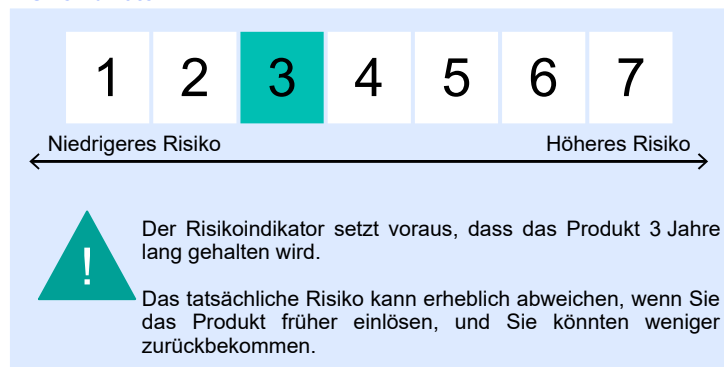 1 2 3 4 5 6 7
Niedrigeres Risiko Höheres Risiko
!
Der Risikoindikator setzt voraus, dass das Produkt 3 Jahre
lang gehalten wird.
Das tatsächliche Risiko kann erheblich abweichen, wenn Sie
das Produkt früher einlösen, und Sie könnten weniger
zurückbekommen.